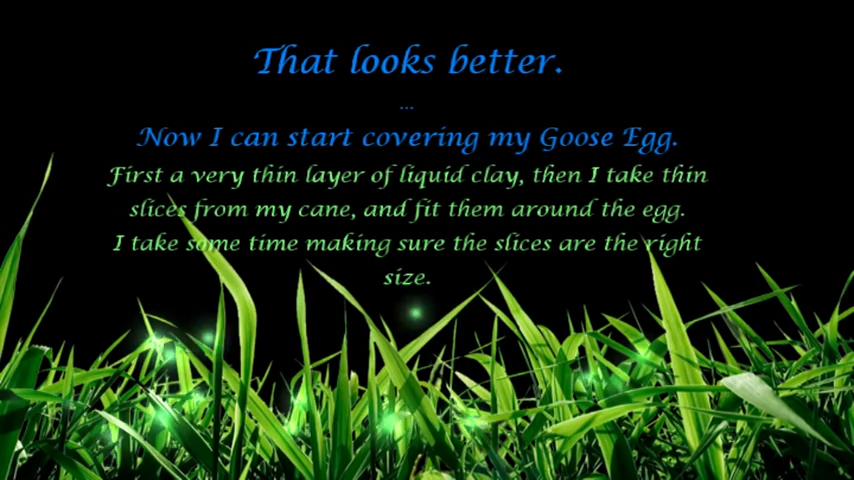 That looks better.
...
Now I can start covering my Goose Egg.
First a very thin layer of liquid clay, then I take thin
slices from my cane, and fit them around the egg.
I take some time making sure the slices are the right
size.